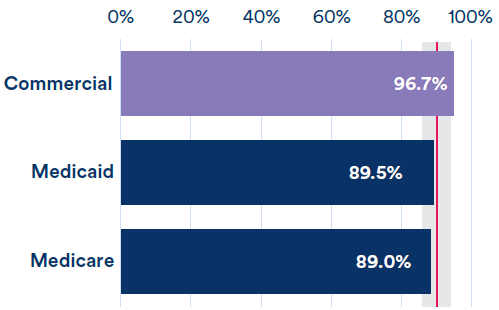 0% 20% 40% 60% 80% 100%
Commercial 96.7%
Medicaid 89.5%
Medicare 89.0%